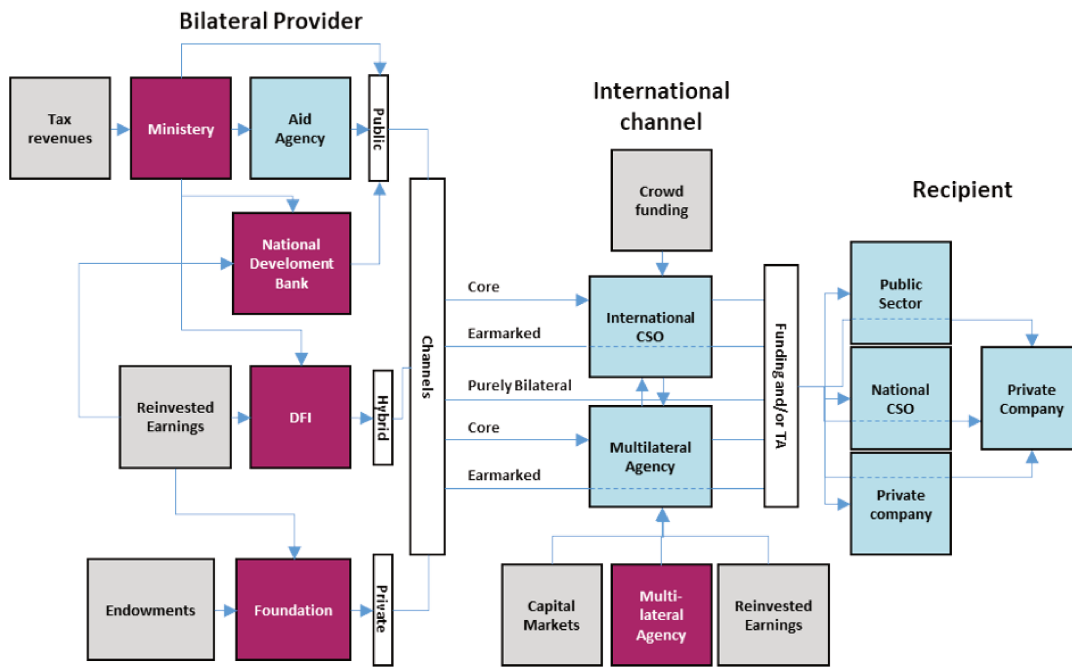 Bilateral Provider
Tax
revenues
Ministery
Aid
Agency
Public
National
Develoment
Bank
Reinvested
Earnings
DFI
Hybrid
Endowments
Foundation
Private
Channels
International
channel
Crowd
funding
Core
International
CSO
Earmarked
Purely Bilateral
Core
Multilateral
Agency
Earmarked
Capital
Markets
Multi-
lateral
Agency
Reinvested
Earnings
Funding and/or TA
Recipient
Public
Sector
National
CSO
Private
company
Private
Company